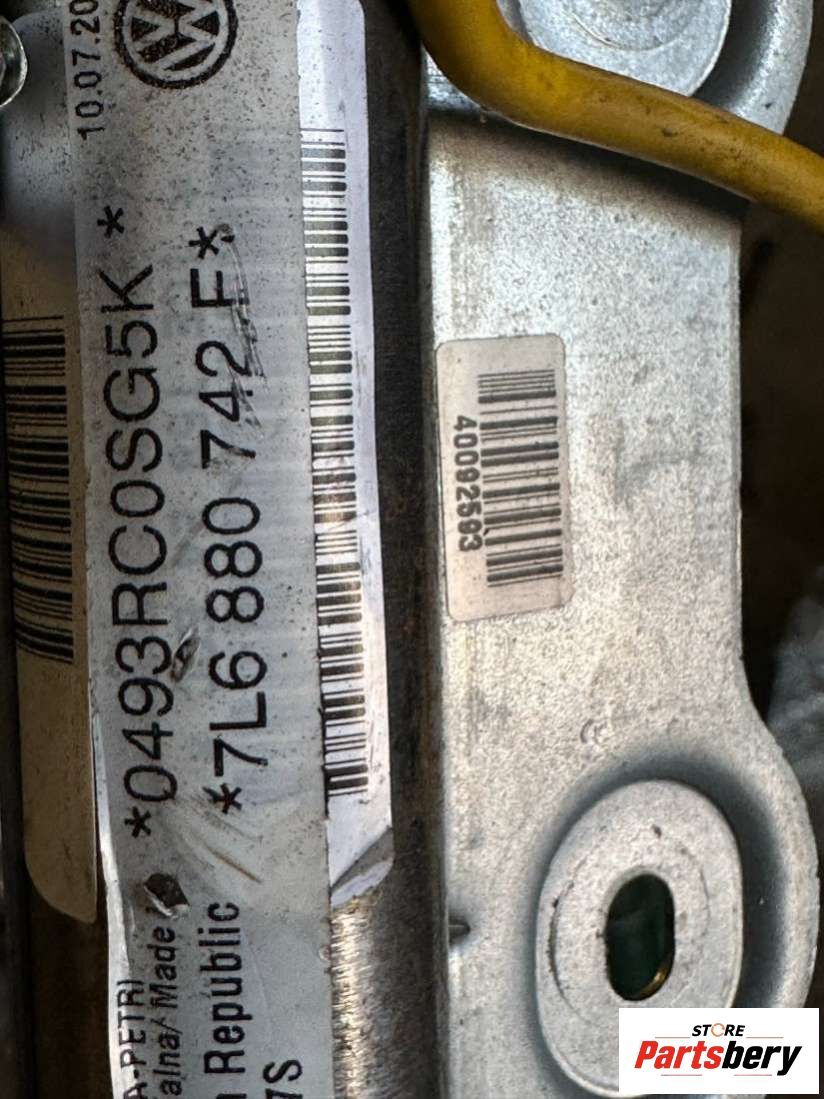 10.07.20
*0493RC0SG5K *
*7L6 880 742 F*
A-PETRI
alna/ Made
n Republic
7S
40092593
STORE
Partsbery